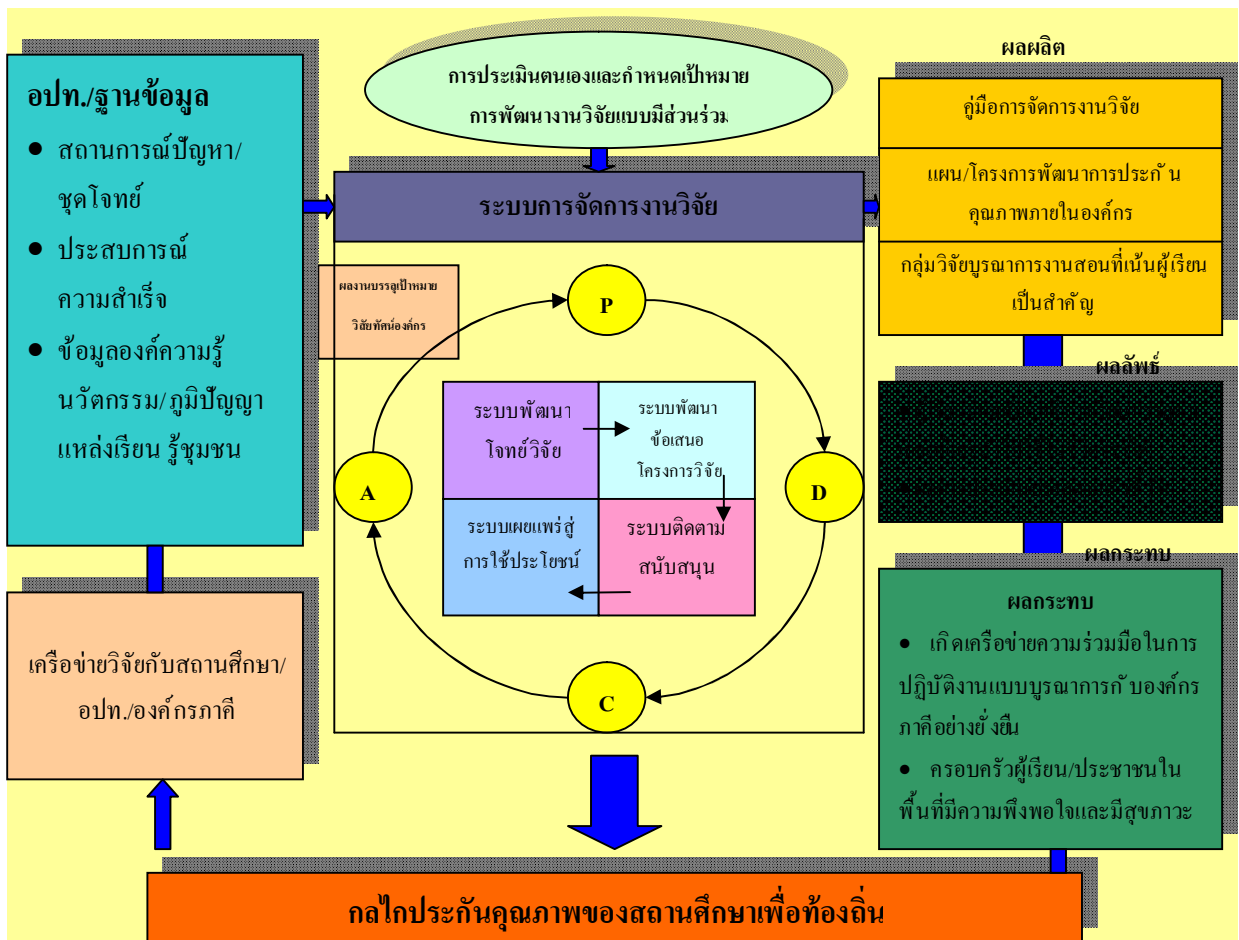 อปท./ฐานข้อมูล
● สถานการณ์ปัญหา/
ชุดโจทย์
● ประสบการณ์
ความสำเร็จ
● ข้อมูลองค์ความรู้
นวัตกรรม/ภูมิปัญญา
แหล่งเรียน รู้ชุมชน
เครือข่ายวิจัยกับสถานศึกษา/
อปท./องค์กรภาคี
การประเมินตนเองและกำหนดเป้าหมาย
การพัฒนางานวิจัยแบบมีส่วนร่วม
ระบบการจัดการงานวิจัย
ผลงานบรรลุเป้าหมาย
วิสัยทัศน์องค์กร
P
D
C
A
ระบบพัฒนา
โจทย์วิจัย
ระบบพัฒนา
ข้อเสนอ
โครงการวิจัย
ระบบเผยแพร่สู่
การใช้ประโยชน์
ระบบติดตาม
สนับสนุน
ผลผลิต
คู่มือการจัดการงานวิจัย
แผน/โครงการพัฒนาการประกัน
คุณภาพภายในองค์กร
กลุ่มวิจัยบูรณาการงานสอนที่เน้นผู้เรียน
เป็นสำคัญ
ผลลัพธ์
ผลกระทบ
ผลกระทบ
● เกิดเครือข่ายความร่วมมือในการ
ปฏิบัติงานแบบบูรณาการกับองค์กร
ภาคีอย่างยั่งยืน
● ครอบครัวผู้เรียน/ประชาชนใน
พื้นที่มีความพึงพอใจและมีสุขภาวะ
กลไกประกันคุณภาพของสถานศึกษาเพื่อท้องถิ่น